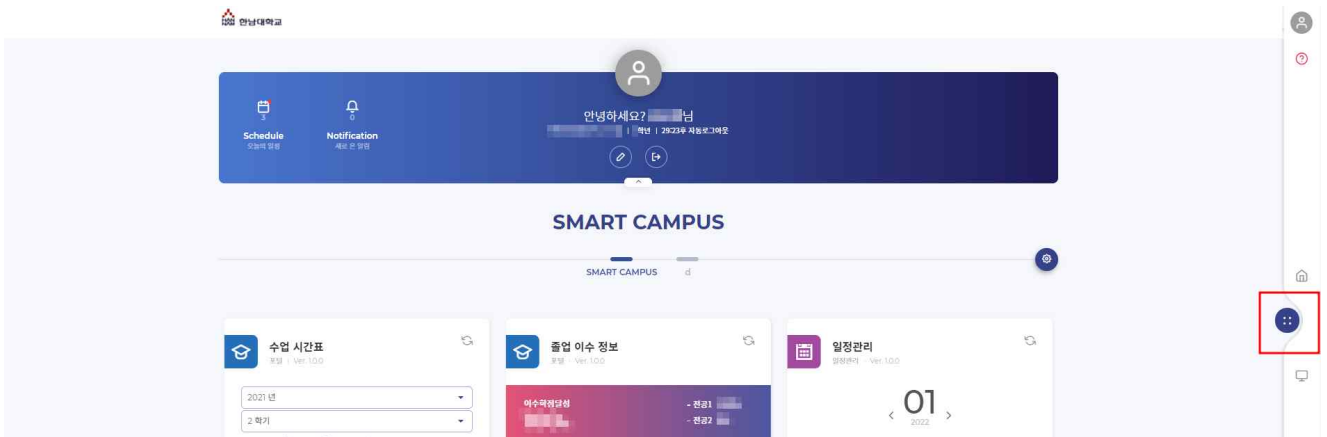 한남대학교
3
0
Schedule
오늘의 일정
Notification
새로 온 알림
안녕하세요? 님
| 학년 | 29:23후 자동로그아웃
SMART CAMPUS
SMART CAMPUS
d
수업 시간표
포털 | Ver. 1.0.0
2021 년
2 학기
졸업 이수 정보
포털 · Ver. 1.0.0
이수학점달성
- 전공1
- 전공2
일정관리
일정관리 · Ver. 1.0.0
01
2022